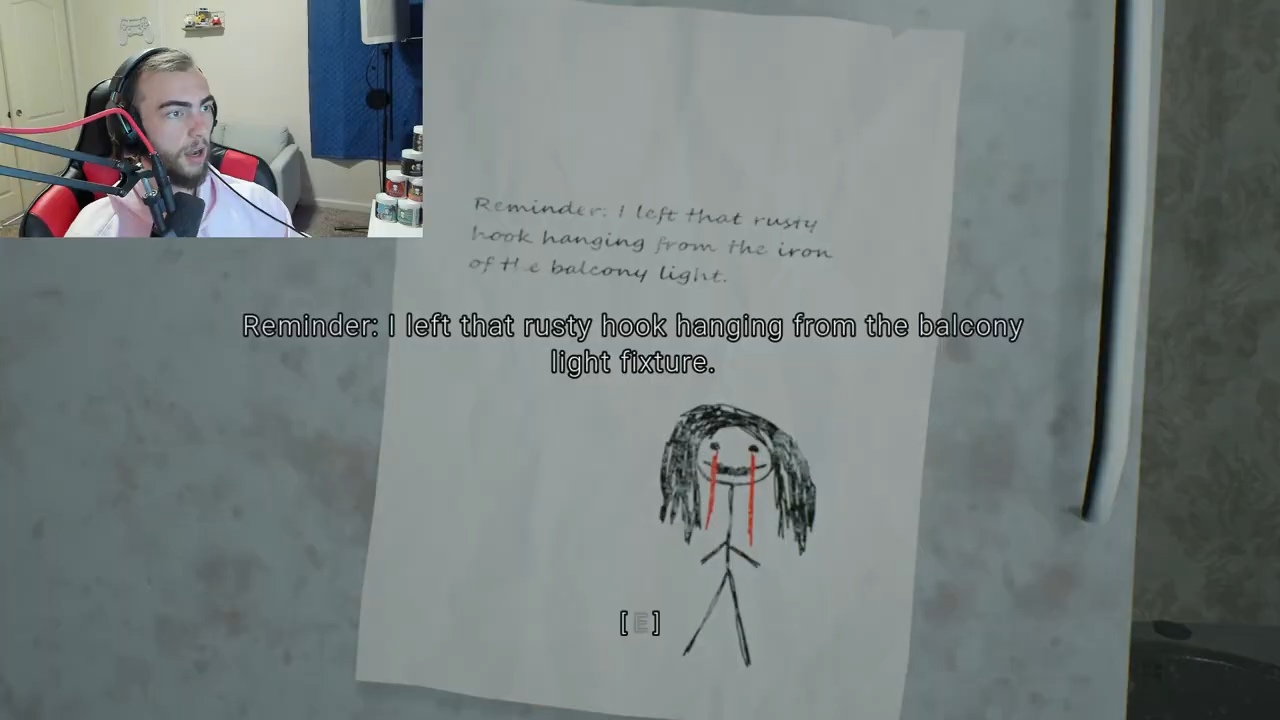 Reminder: I left that rusty
hook hanging from the iron
of the balcony light.
Reminder: I left that rusty hook hanging from the balcony
light fixture.
[E]